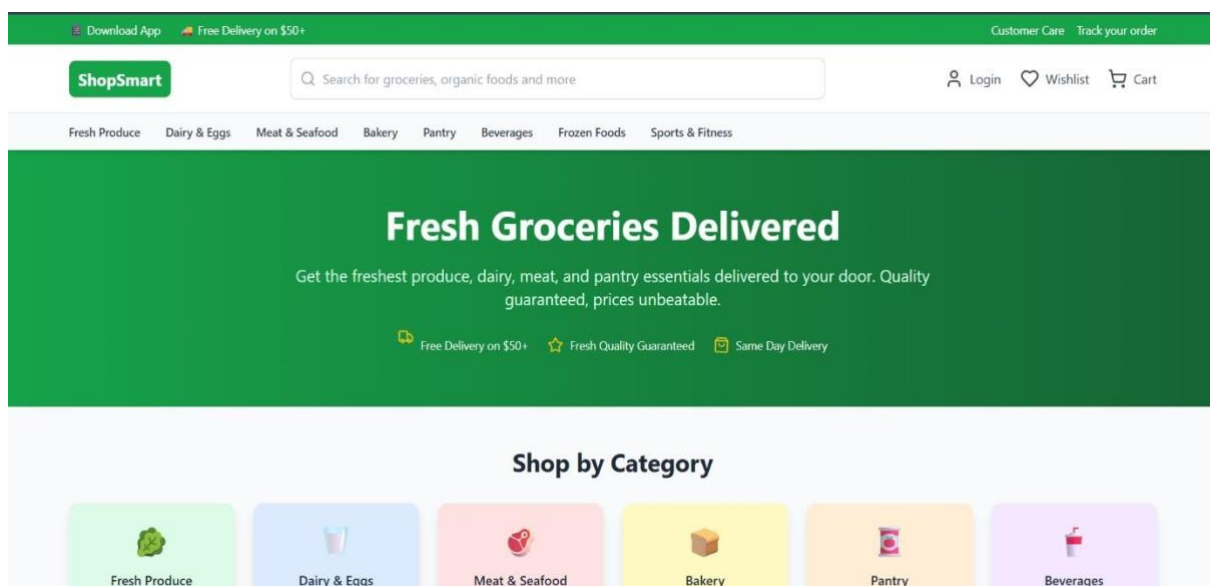 Download App Free Delivery on $50+ Customer Care Track your order
ShopSmart Search for groceries, organic foods and more Login Wishlist Cart
Fresh Produce Dairy & Eggs Meat & Seafood Bakery Pantry Beverages Frozen Foods Sports & Fitness
Fresh Groceries Delivered
Get the freshest produce, dairy, meat, and pantry essentials delivered to your door. Quality
guaranteed, prices unbeatable.
Free Delivery on $50+ Fresh Quality Guaranteed Same Day Delivery
Shop by Category
Fresh Produce Dairy & Eggs Meat & Seafood Bakery Pantry Beverages